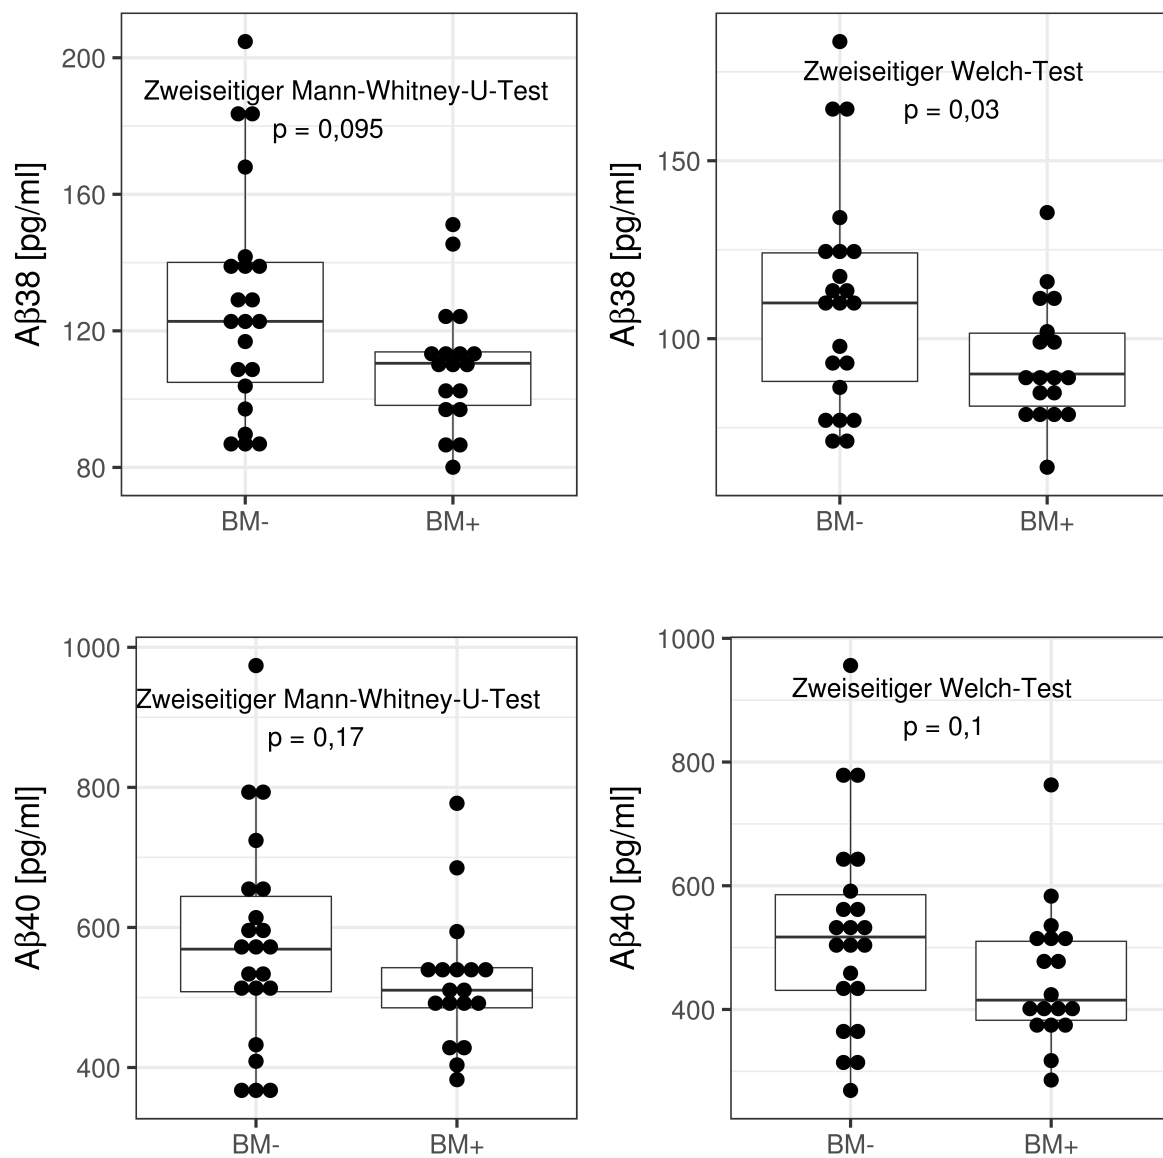 Zweiseitiger Mann-Whitney-U-Test
p = 0,095
Aβ38 [pg/ml]
200
160
120
80
BM-
BM+
Zweiseitiger Welch-Test
p = 0,03
Aβ38 [pg/ml]
150
100
BM-
BM+
Zweiseitiger Mann-Whitney-U-Test
p = 0,17
Aβ40 [pg/ml]
1000
800
600
400
BM-
BM+
Zweiseitiger Welch-Test
p = 0,1
Aβ40 [pg/ml]
1000
800
600
400
BM-
BM+